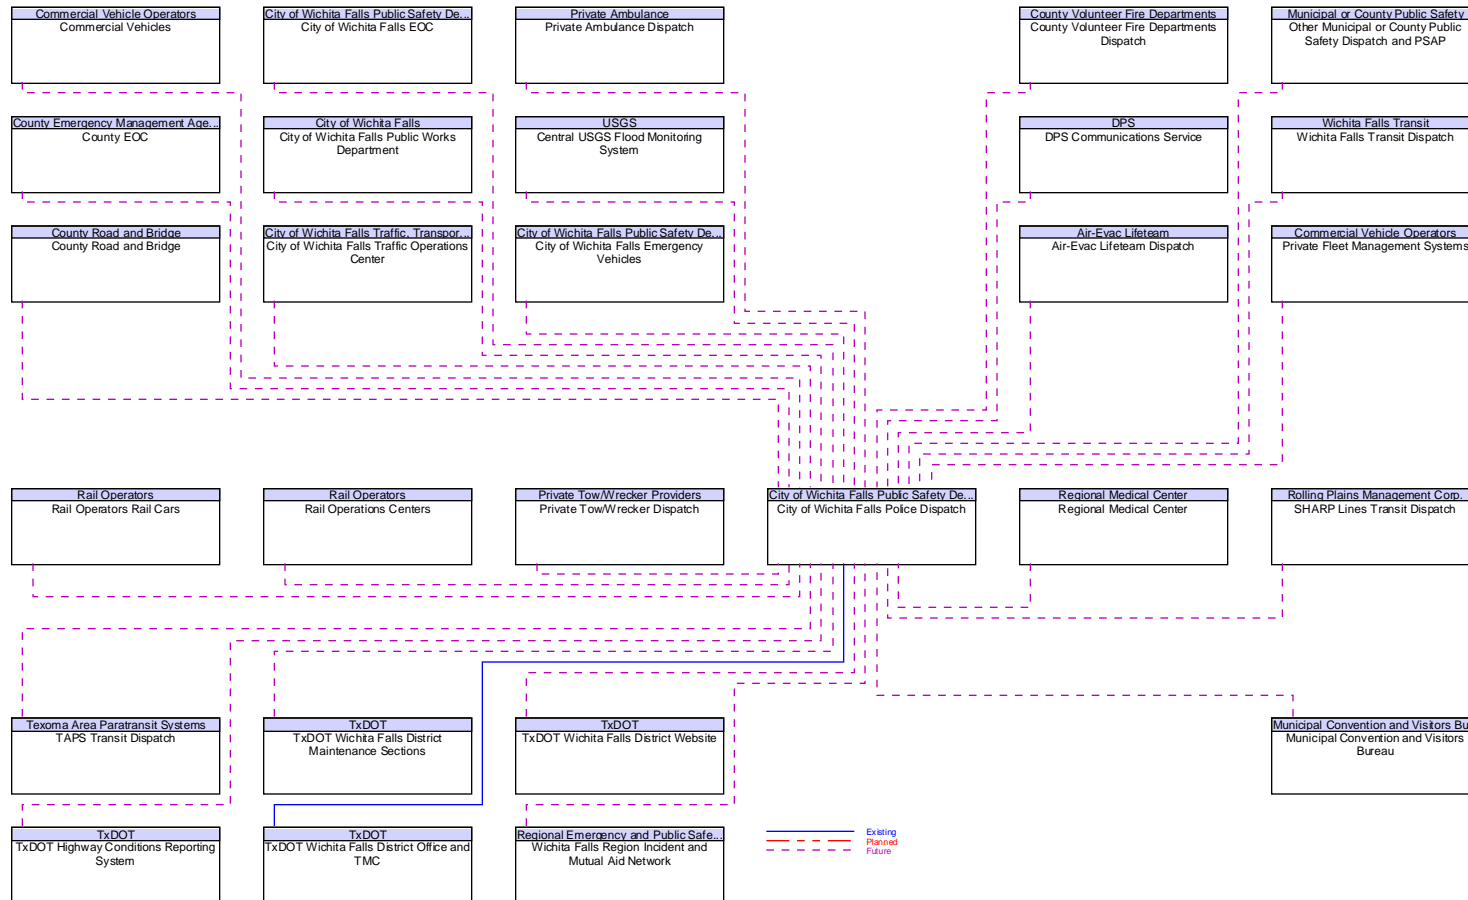 Commercial Vehicle Operators
Commercial Vehicles
City of Wichita Falls Public Safety De...
City of Wichita Falls EOC
Private Ambulance
Private Ambulance Dispatch
County Volunteer Fire Departments
County Volunteer Fire Departments
Dispatch
Municipal or County Public Safety
Other Municipal or County Public
Safety Dispatch and PSAP
County Emergency Management Age...
County EOC
City of Wichita Falls
City of Wichita Falls Public Works
Department
USGS
Central USGS Flood Monitoring
System
DPS
DPS Communications Service
Wichita Falls Transit
Wichita Falls Transit Dispatch
County Road and Bridge
County Road and Bridge
City of Wichita Falls Traffic, Transpor...
City of Wichita Falls Traffic Operations
Center
City of Wichita Falls Public Safety De...
City of Wichita Falls Emergency
Vehicles
Air-Evac Lifeteam
Air-Evac Lifeteam Dispatch
Commercial Vehicle Operators
Private Fleet Management Systems
Rail Operators
Rail Operators Rail Cars
Rail Operators
Rail Operations Centers
Private Tow/Wrecker Providers
Private Tow/Wrecker Dispatch
City of Wichita Falls Public Safety De...
City of Wichita Falls Police Dispatch
Regional Medical Center
Regional Medical Center
Rolling Plains Management Corp.
SHARP Lines Transit Dispatch
Texoma Area Paratransit Systems
TAPS Transit Dispatch
TxDOT
TxDOT Wichita Falls District
Maintenance Sections
TxDOT
TxDOT Wichita Falls District Website
Municipal Convention and Visitors Bu
Municipal Convention and Visitors
Bureau
TxDOT
TxDOT Highway Conditions Reporting
System
TxDOT
TxDOT Wichita Falls District Office and
TMC
Regional Emergency and Public Safe...
Wichita Falls Region Incident and
Mutual Aid Network
Existing
Planned
Future